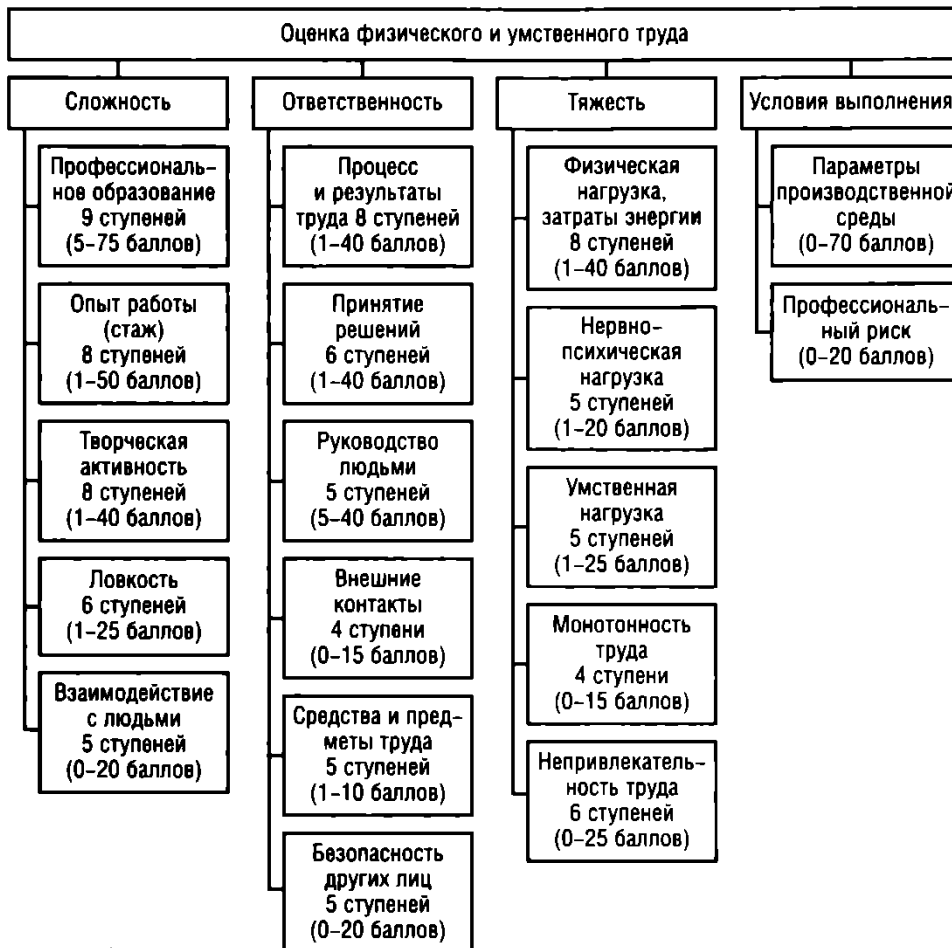 Оценка физического и умственного труда
Сложность
Профессиональ-
ное образование
9 ступеней
(5–75 баллов)
Опыт работы
(стаж)
8 ступеней
(1–50 баллов)
Творческая
активность
8 ступеней
(1–40 баллов)
Ловкость
6 ступеней
(1–25 баллов)
Взаимодействие
с людьми
5 ступеней
(0–20 баллов)
Ответственность
Процесс
и результаты
труда 8 ступеней
(1–40 баллов)
Принятие
решений
6 ступеней
(1–40 баллов)
Руководство
людьми
5 ступеней
(5–40 баллов)
Внешние
контакты
4 ступени
(0–15 баллов)
Средства и пред-
меты труда
5 ступеней
(1–10 баллов)
Безопасность
других лиц
5 ступеней
(0–20 баллов)
Тяжесть
Физическая
нагрузка,
затраты энергии
8 ступеней
(1–40 баллов)
Нервно-
психическая
нагрузка
5 ступеней
(1–20 баллов)
Умственная
нагрузка
5 ступеней
(1–25 баллов)
Монотонность
труда
4 ступени
(0–15 баллов)
Непривлекатель-
ность труда
6 ступеней
(0–25 баллов)
Условия выполнения
Параметры
производственной
среды
(0–70 баллов)
Профессиональ-
ный риск
(0–20 баллов)